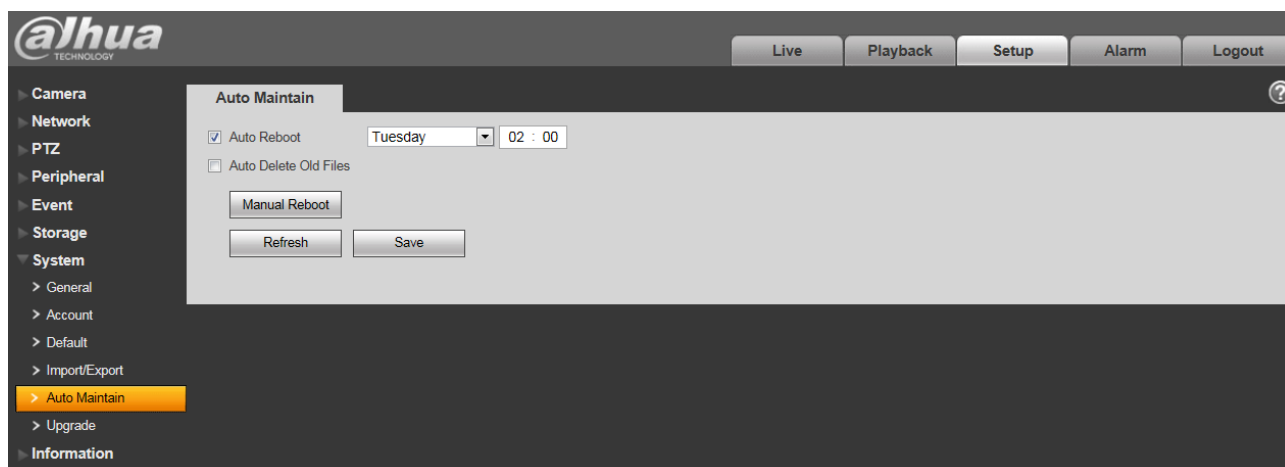 alhua
TECHNOLOGY
Live Playback Setup Alarm Logout
Camera
Network
PTZ
Peripheral
Event
Storage
System
> General
> Account
> Default
> Import/Export
> Auto Maintain
> Upgrade
Information
Auto Maintain
?
Auto Reboot Tuesday 02 : 00
Auto Delete Old Files
Manual Reboot
Refresh Save